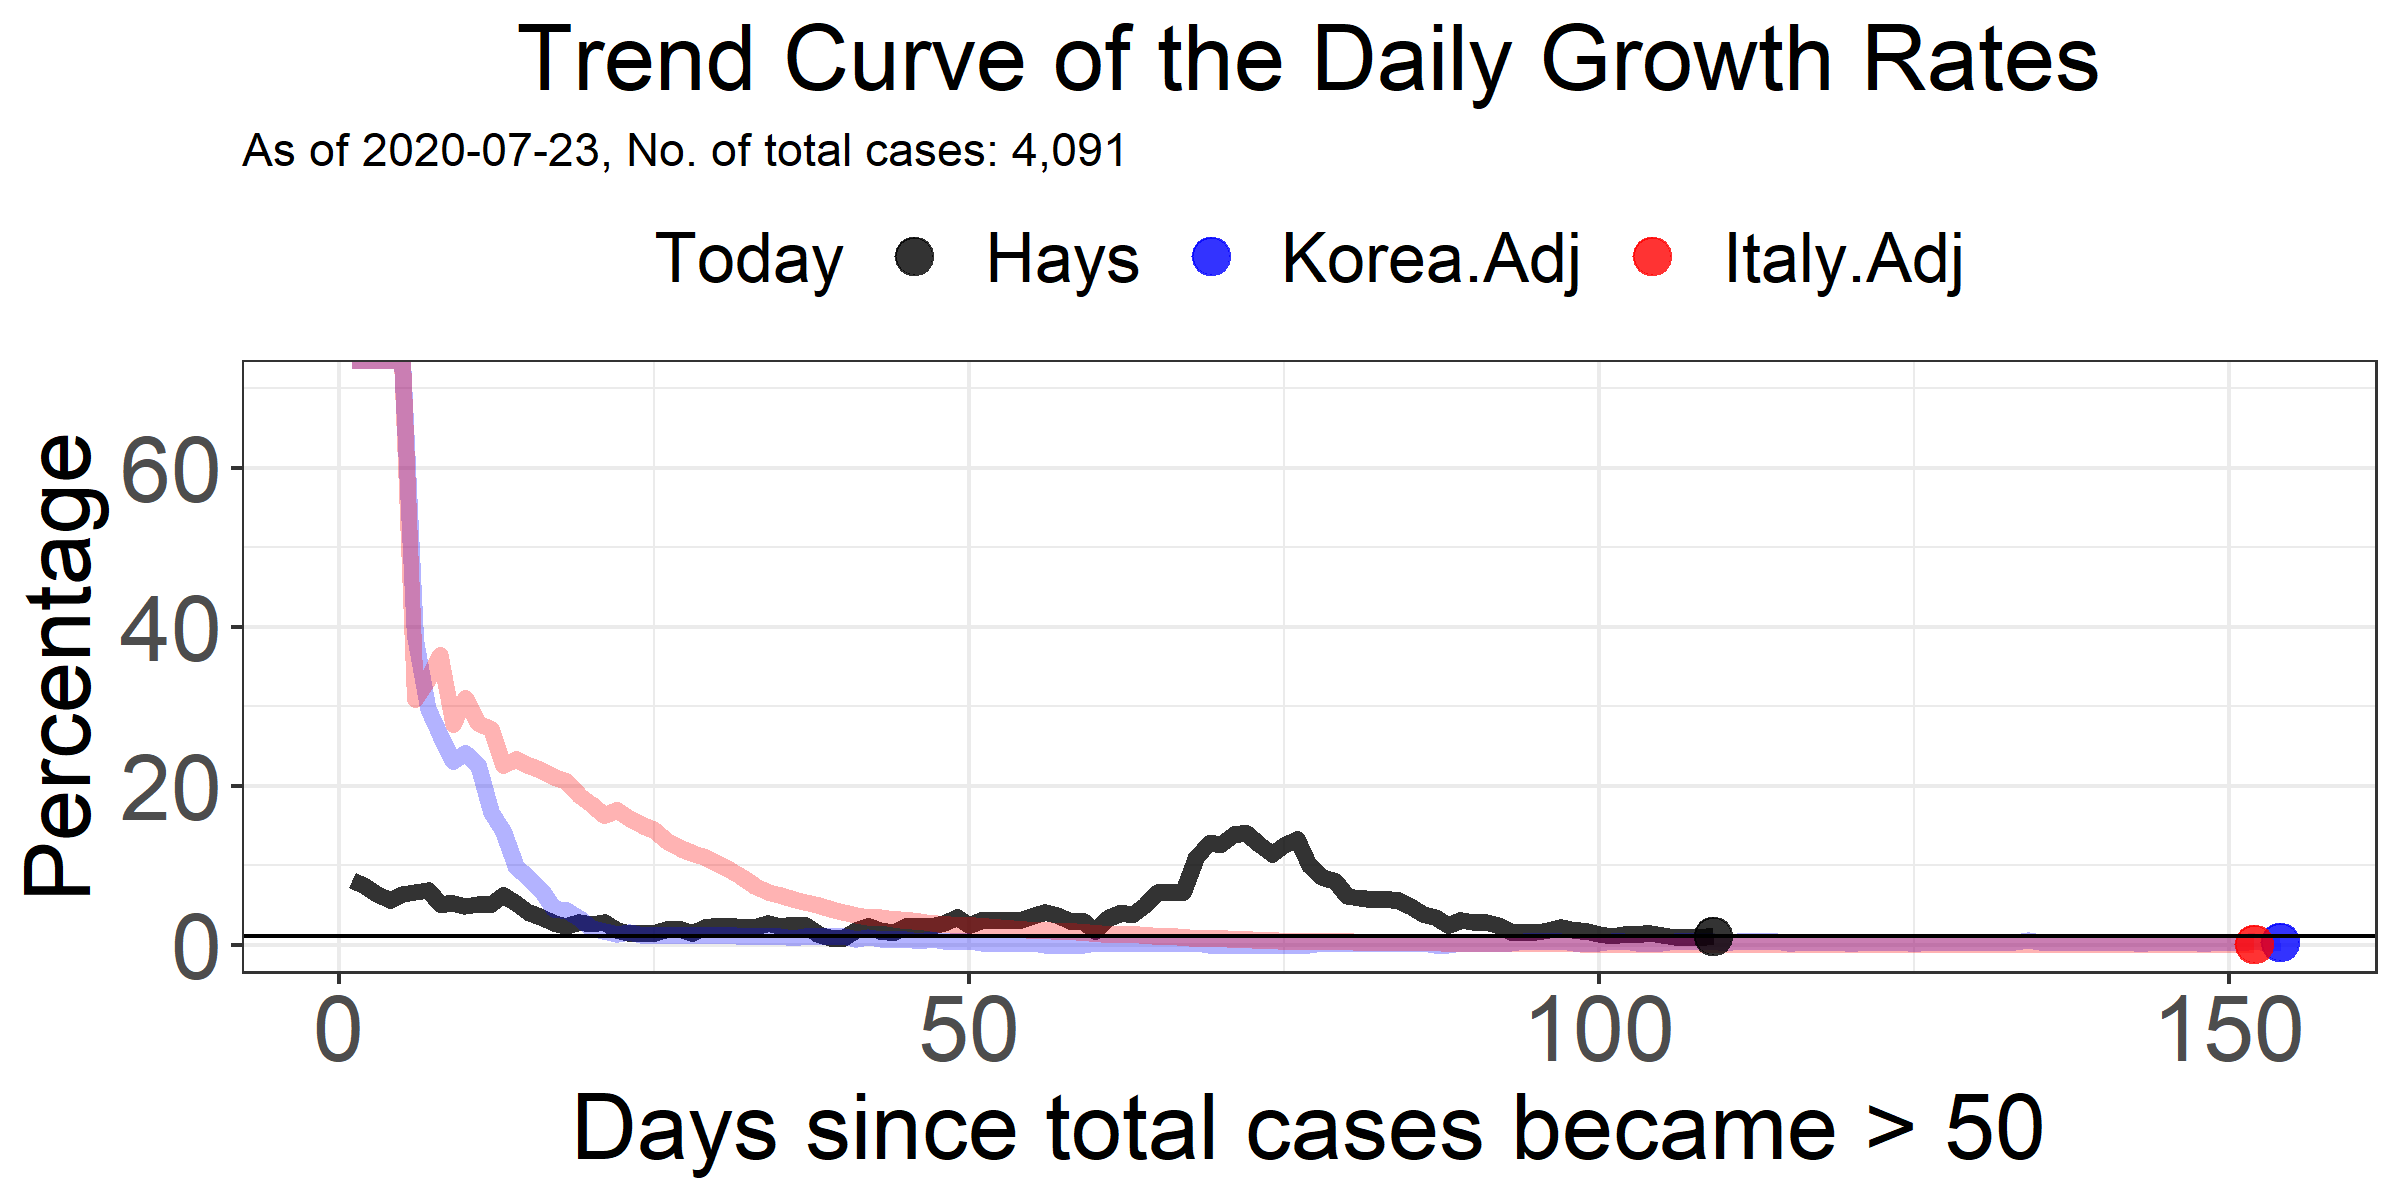 Trend Curve of the Daily Growth Rates
As of 2020-07-23, No. of total cases: 4,091
Today Hays Korea.Adj Italy.Adj
Percentage
60
40
20
0
0 50 100 150
Days since total cases became > 50